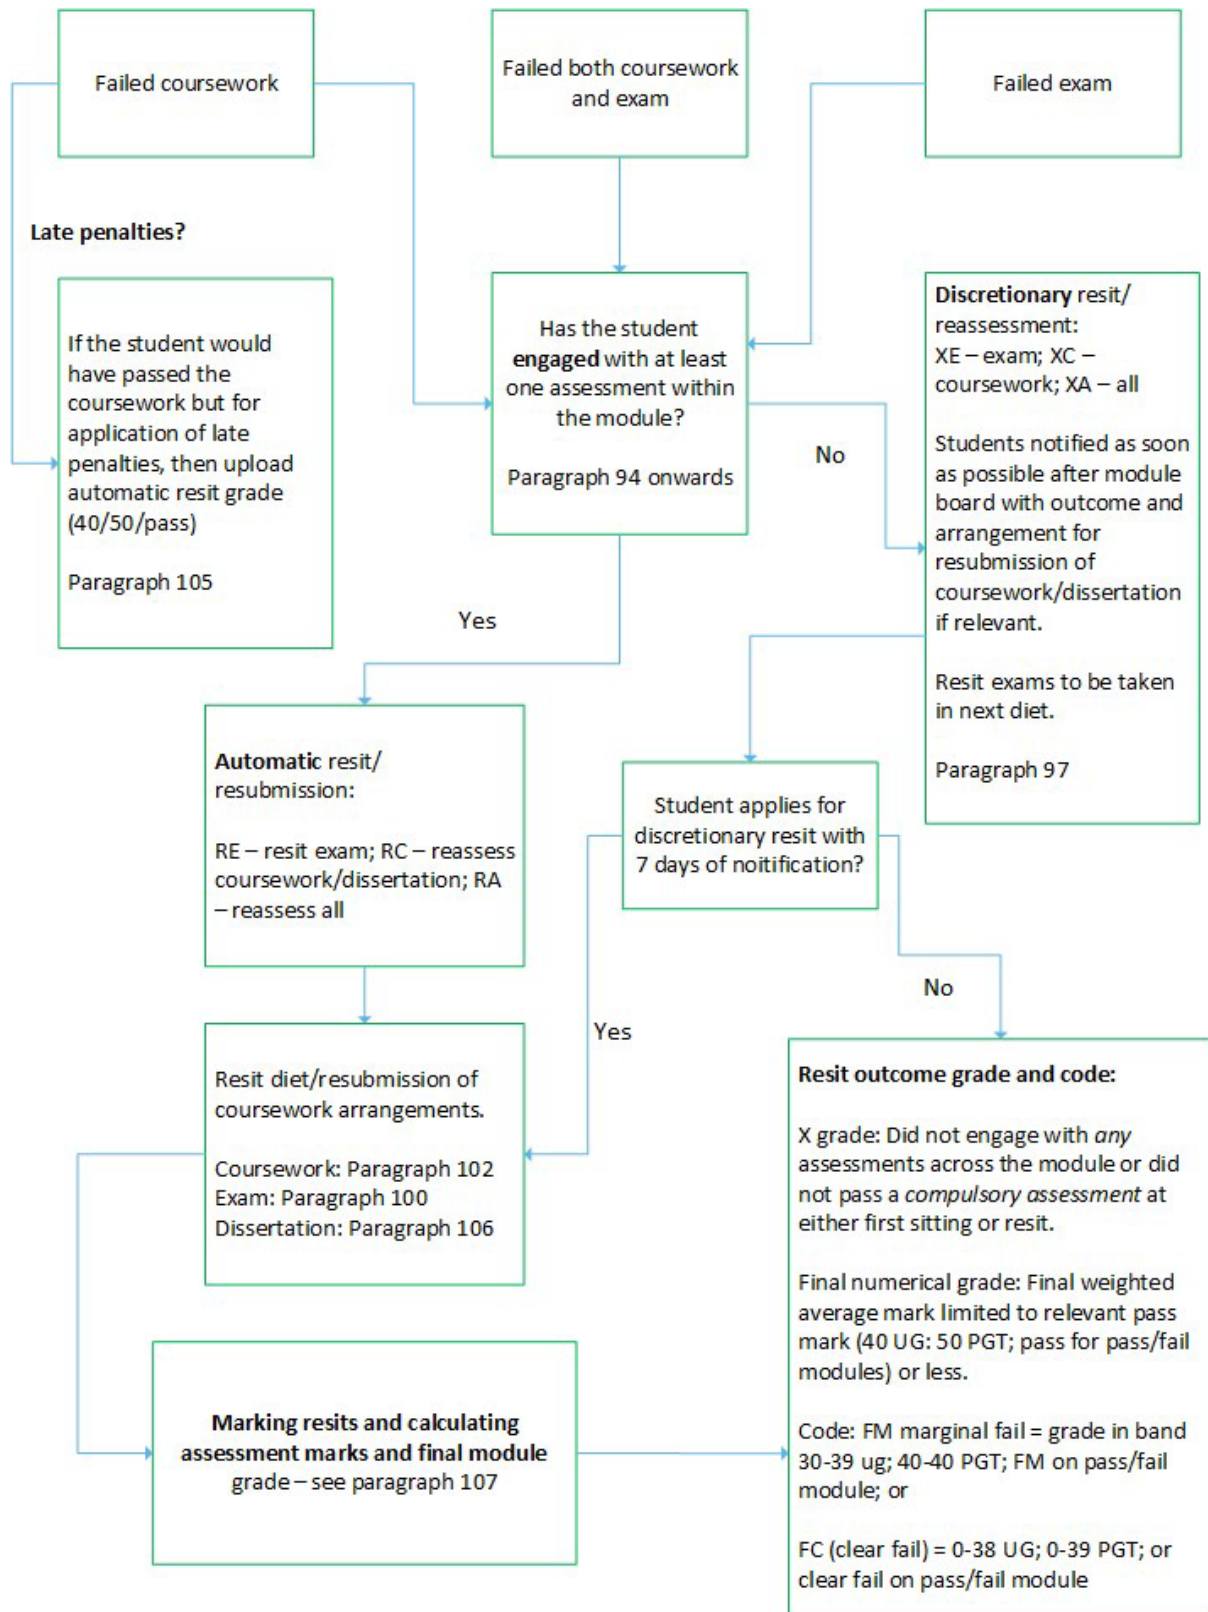 Failed coursework
Failed both coursework
and exam
Failed exam
Late penalties?
If the student would
have passed the
coursework but for
application of late
penalties, then upload
automatic resit grade
(40/50/pass)
Paragraph 105
Has the student
engaged with at least
one assessment within
the module?
Paragraph 94 onwards
No
Discretionary resit/
reassessment:
XE – exam; XC –
coursework; XA – all
Students notified as soon
as possible after module
board with outcome and
arrangement for
resubmission of
coursework/dissertation
if relevant.
Resit exams to be taken
in next diet.
Paragraph 97
Yes
Automatic resit/
resubmission:
RE – resit exam; RC – reassess
coursework/dissertation; RA
– reassess all
Student applies for
discretionary resit with
7 days of noitification?
No
Yes
Resit diet/resubmission of
coursework arrangements.
Coursework: Paragraph 102
Exam: Paragraph 100
Dissertation: Paragraph 106
Marking resits and calculating
assessment marks and final module
grade – see paragraph 107
Resit outcome grade and code:
X grade: Did not engage with any
assessments across the module or did
not pass a compulsory assessment at
either first sitting or resit.
Final numerical grade: Final weighted
average mark limited to relevant pass
mark (40 UG: 50 PGT; pass for pass/fail
modules) or less.
Code: FM marginal fail = grade in band
30-39 ug; 40-40 PGT; FM on pass/fail
module; or
FC (clear fail) = 0-38 UG; 0-39 PGT; or
clear fail on pass/fail module